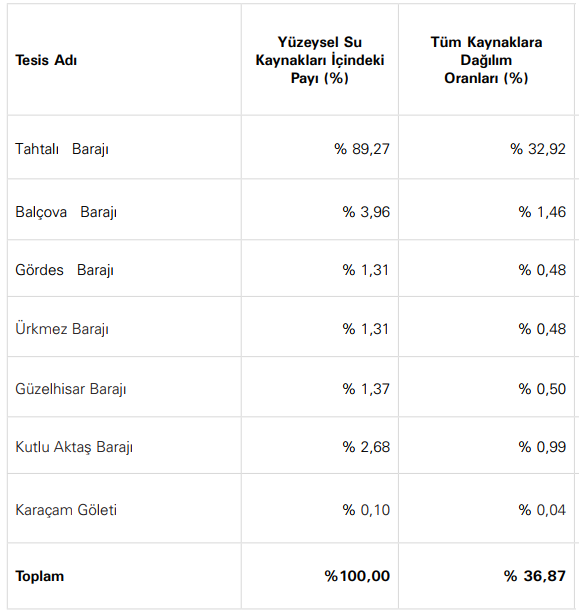 Tesis Adı
Yüzeysel Su
Kaynakları İçindeki
Payı (%)
Tüm Kaynaklara
Dağılım
Oranları (%)
Tahtalı Barajı % 89,27 % 32,92
Balçova Barajı % 3,96 % 1,46
Gördes Barajı % 1,31 % 0,48
Ürkmez Barajı % 1,31 % 0,48
Güzelhisar Barajı % 1,37 % 0,50
Kutlu Aktaş Barajı % 2,68 % 0,99
Karaçam Göleti % 0,10 % 0,04
Toplam %100,00 % 36,87